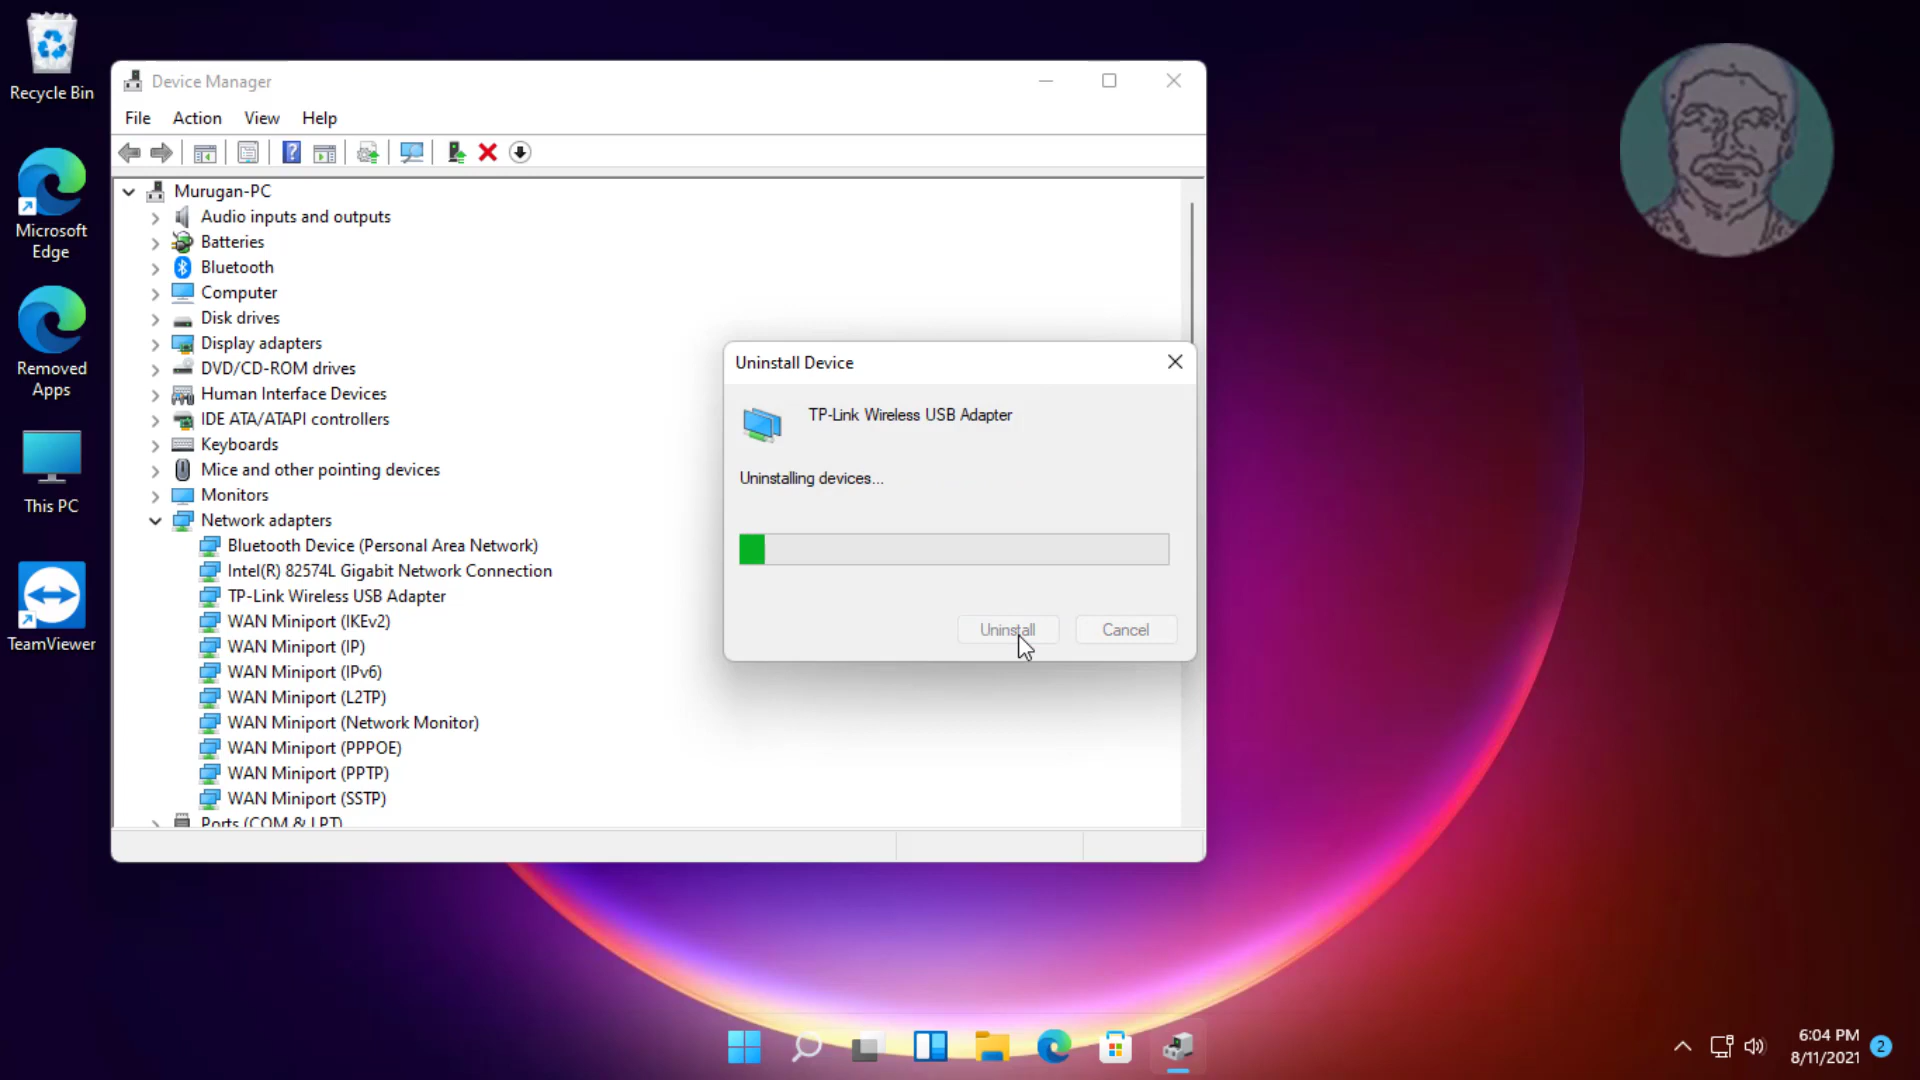 Recycle Bin
Microsoft
Edge
Removed
Apps
This PC
TeamViewer
Device Manager
File Action View Help
Murugan-PC
Audio inputs and outputs
Batteries
Bluetooth
Computer
Disk drives
Display adapters
DVD/CD-ROM drives
Human Interface Devices
IDE ATA/ATAPI controllers
Keyboards
Mice and other pointing devices
Monitors
Network adapters
Bluetooth Device (Personal Area Network)
Intel(R) 82574L Gigabit Network Connection
TP-Link Wireless USB Adapter
WAN Miniport (IKEv2)
WAN Miniport (IP)
WAN Miniport (IPv6)
WAN Miniport (L2TP)
WAN Miniport (Network Monitor)
WAN Miniport (PPPOE)
WAN Miniport (PPTP)
WAN Miniport (SSTP)
Ports (COM & LPT)
Uninstall Device
TP-Link Wireless USB Adapter
Uninstalling devices...
Uninstall Cancel
6:04 PM
8/11/2021
2